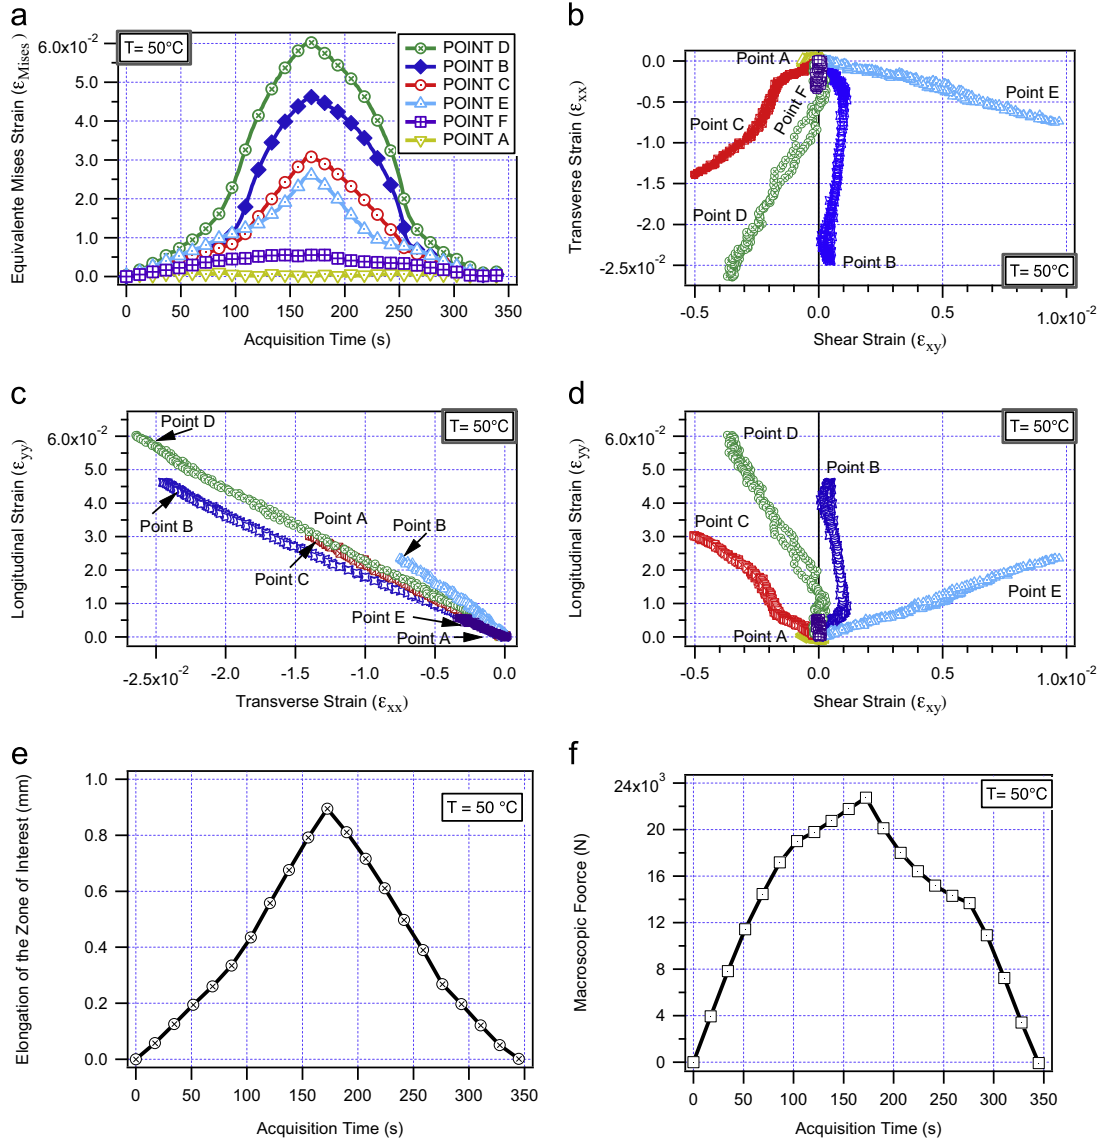 a
T= 50°C
POINT D
POINT B
POINT C
POINT E
POINT F
POINT A
6.0x10⁻²
5.0
4.0
3.0
2.0
1.0
0.0
Equivalente Mises Strain (εMises)
0 50 100 150 200 250 300 350
Acquisition Time (s)
b
0.0
-0.5
-1.0
-1.5
-2.0
-2.5x10⁻²
Transverse Strain (εxx)
Point A
Point F
Point E
Point C
Point D
Point B
T= 50°C
-0.5 0.0 0.5 1.0x10⁻²
Shear Strain (εxy)
c
T= 50°C
6.0x10⁻²
5.0
4.0
3.0
2.0
1.0
0.0
Longitudinal Strain (εyy)
Point D
Point B
Point A
Point C
Point B
Point E
Point A
-2.5x10⁻² -2.0 -1.5 -1.0 -0.5 0.0
Transverse Strain (εxx)
d
T= 50°C
6.0x10⁻²
5.0
4.0
3.0
2.0
1.0
0.0
Longitudinal Strain (εyy)
Point D
Point B
Point C
Point E
Point A
-0.5 0.0 0.5 1.0x10⁻²
Shear Strain (εxy)
e
T = 50 °C
1.0
0.8
0.6
0.4
0.2
0.0
Elongation of the Zone of Interest (mm)
0 50 100 150 200 250 300 350
Acquisition Time (s)
f
T= 50°C
24x10³
20
16
12
8
4
0
Macroscopic Foorce (N)
0 50 100 150 200 250 300 350
Acquisition Time (s)